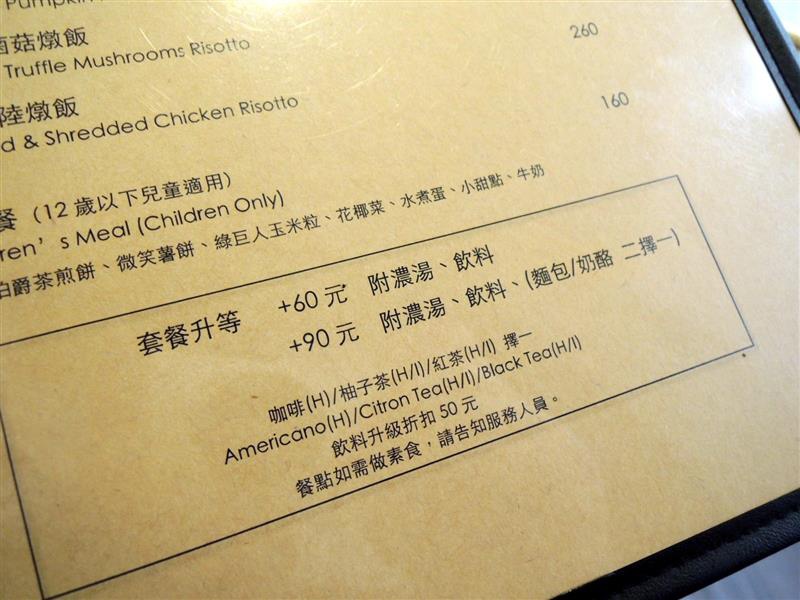 Pumpkin
菌菇燉飯
Truffle Mushrooms Risotto 260
陸燉飯
d & Shredded Chicken Risotto 160
餐（12歲以下兒童適用）
ren's Meal (Children Only)
伯爵茶煎餅、微笑薯餅、綠巨人玉米粒、花椰菜、水煮蛋、小甜點、牛奶
套餐升等 +60元 附濃湯、飲料
+90元 附濃湯、飲料、(麵包/奶酪 二擇一)
咖啡(H)/柚子茶(H/I)/紅茶(H/I) 擇一
Americano(H)/Citron Tea(H/I)/Black Tea(H/I)
飲料升級折扣50元
餐點如需做素食，請告知服務人員。